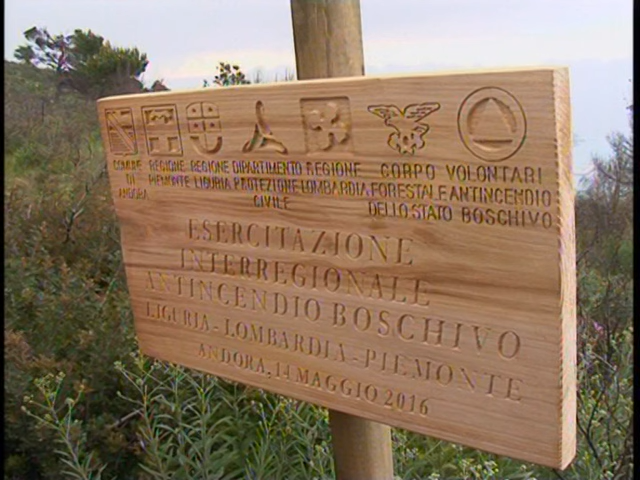 COMUNE REGIONE REGIONE DIPARTIMENTO REGIONE CORPO VOLONTARI
DI PIEMONTE LIGURIA PROTEZIONE LOMBARDIA FORESTALE ANTINCENDIO
ANDORA CIVILE DELLO STATO BOSCHIVO
ESERCITAZIONE
INTERREGIONALE
ANTINCENDIO BOSCHIVO
LIGURIA-LOMBARDIA-PIEMONTE
ANDORA, 14 MAGGIO 2016